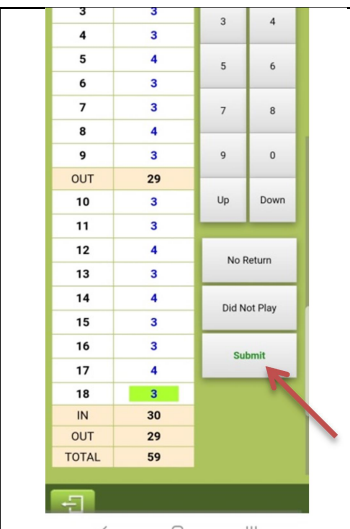 3 3
4 3
5 4
6 3
7 3
8 4
9 3
OUT 29
10 3
11 3
12 4
13 3
14 4
15 3
16 3
17 4
18 3
IN 30
OUT 29
TOTAL 59
3 4
5 6
7 8
9 0
Up Down
No Return
Did Not Play
Submit